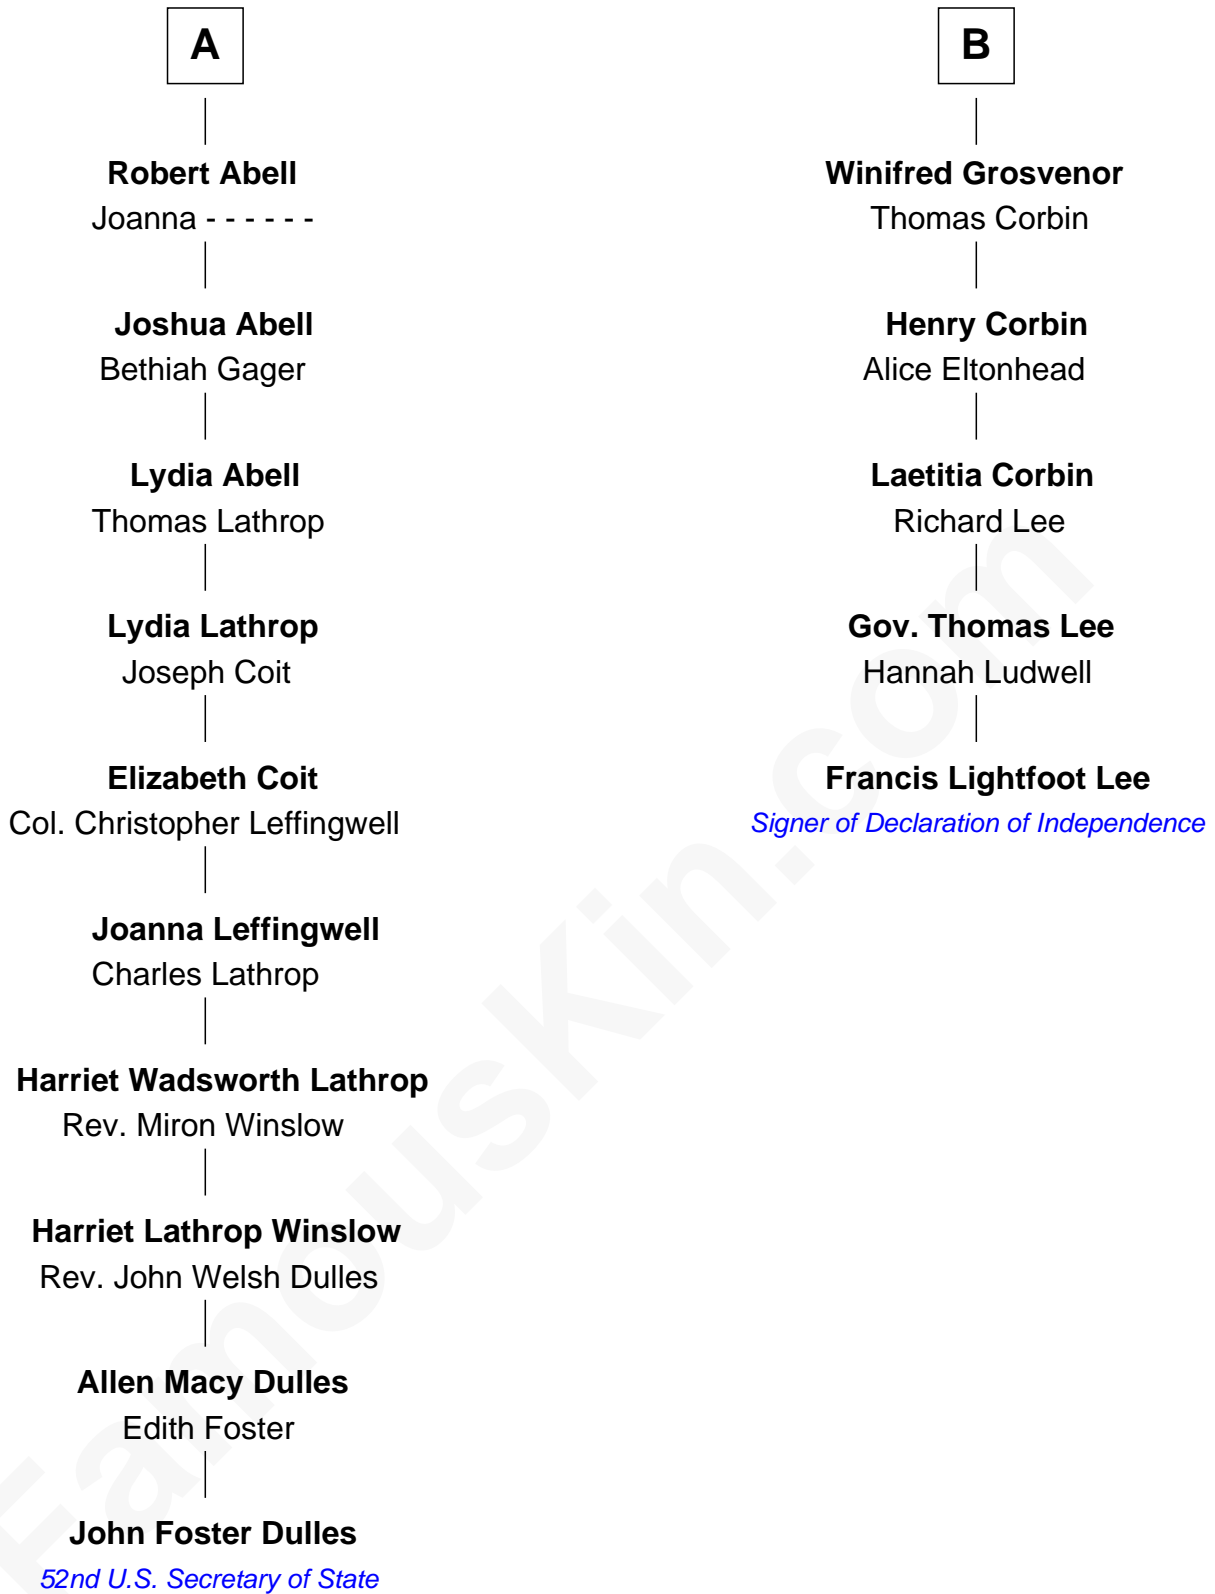 A
Robert Abell
Joanna - - - - - -
Joshua Abell
Bethiah Gager
Lydia Abell
Thomas Lathrop
Lydia Lathrop
Joseph Coit
Elizabeth Coit
Col. Christopher Leffingwell
Joanna Leffingwell
Charles Lathrop
Harriet Wadsworth Lathrop
Rev. Miron Winslow
Harriet Lathrop Winslow
Rev. John Welsh Dulles
Allen Macy Dulles
Edith Foster
John Foster Dulles
52nd U.S. Secretary of State
B
Winifred Grosvenor
Thomas Corbin
Henry Corbin
Alice Eltonhead
Laetitia Corbin
Richard Lee
Gov. Thomas Lee
Hannah Ludwell
Francis Lightfoot Lee
Signer of Declaration of Independence
FamousKin.com